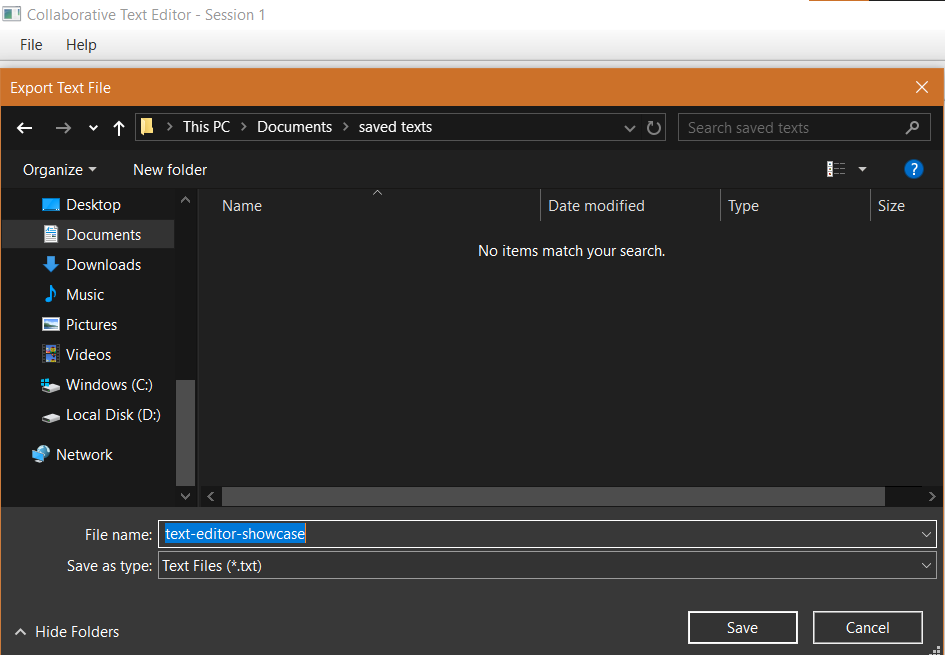 Collaborative Text Editor - Session 1
File Help
Export Text File
This PC Documents saved texts Search saved texts
Organize New folder ?
Name Date modified Type Size
No items match your search.
Desktop
Documents
Downloads
Music
Pictures
Videos
Windows (C:)
Local Disk (D:)
Network
File name: text-editor-showcase
Save as type: Text Files (*.txt)
Hide Folders Save Cancel